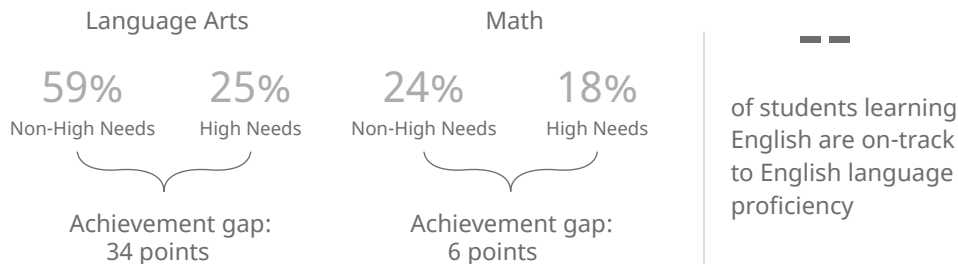 Language Arts
59% 25%
Non-High Needs High Needs
Achievement gap:
34 points
Math
24% 18%
Non-High Needs High Needs
Achievement gap:
6 points
--
of students learning
English are on-track
to English language
proficiency